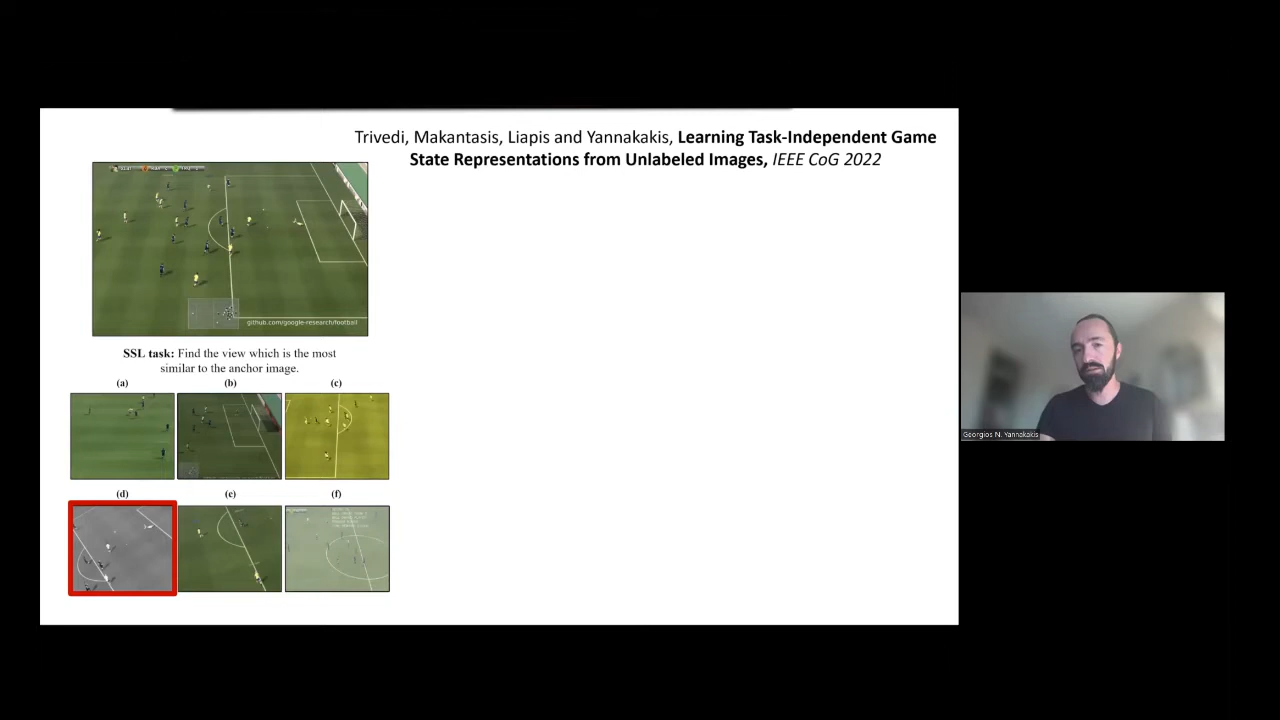 Trivedi, Makantasis, Liapis and Yannakakis, Learning Task-Independent Game
State Representations from Unlabeled Images, IEEE CoG 2022
github.com/google-research/football
SSL task: Find the view which is the most
similar to the anchor image.
(a) (b) (c)
(d) (e) (f)
Georgios N. Yannakakis